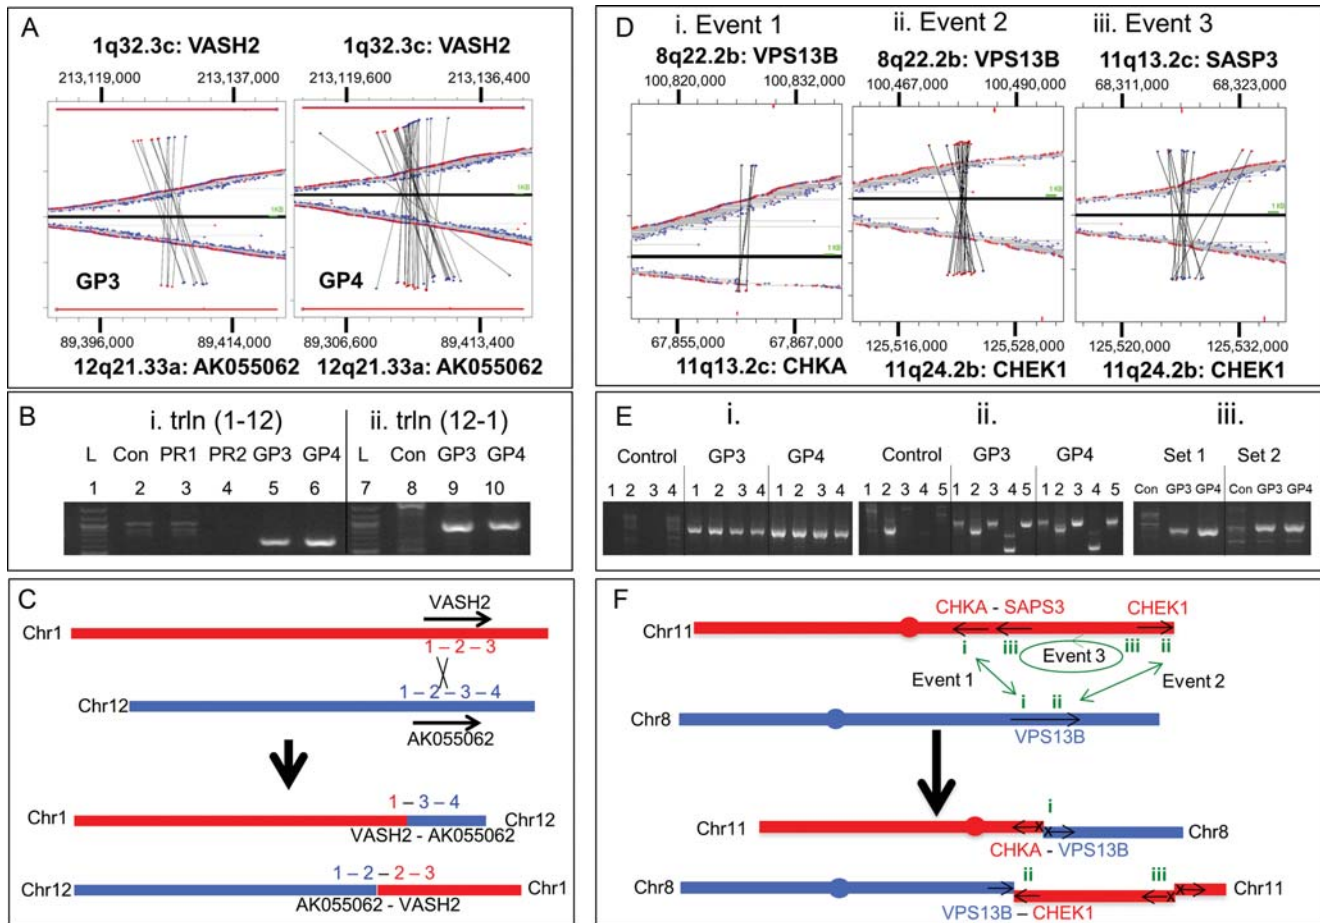 A
1q32.3c: VASH2
1q32.3c: VASH2
213,119,000
213,137,000
213,119,600
213,136,400
1KB
1KB
GP3
GP4
89,396,000
89,414,000
89,306,600
89,413,400
12q21.33a: AK055062
12q21.33a: AK055062
B
i. trln (1-12)
ii. trln (12-1)
L Con PR1 PR2 GP3 GP4
L Con GP3 GP4
1 2 3 4 5 6
7 8 9 10
C
VASH2
Chr1
1 – 2 – 3
1 – 2 – 3 – 4
Chr12
AK055062
1 – 3 – 4
Chr1
Chr12
VASH2 - AK055062
1 – 2 – 2 – 3
Chr12
Chr1
AK055062 - VASH2
D
i. Event 1
ii. Event 2
iii. Event 3
8q22.2b: VPS13B
8q22.2b: VPS13B
11q13.2c: SASP3
100,820,000
100,832,000
100,467,000
100,490,000
68,311,000
68,323,000
1 KB
1 KB
1 KB
67,855,000
67,867,000
125,516,000
125,528,000
125,520,000
125,532,000
11q13.2c: CHKA
11q24.2b: CHEK1
11q24.2b: CHEK1
E
i.
ii.
iii.
Control GP3 GP4
Control GP3 GP4
Set 1 Set 2
1 2 3 4 1 2 3 4 1 2 3 4
1 2 3 4 5 1 2 3 4 5 1 2 3 4 5
Con GP3 GP4 Con GP3 GP4
F
CHKA - SAPS3
CHEK1
Chr11
i
iii
iii
ii
Event 3
Event 1
Event 2
i
ii
Chr8
VPS13B
i
Chr11
Chr8
CHKA - VPS13B
ii
iii
Chr8
Chr11
VPS13B – CHEK1